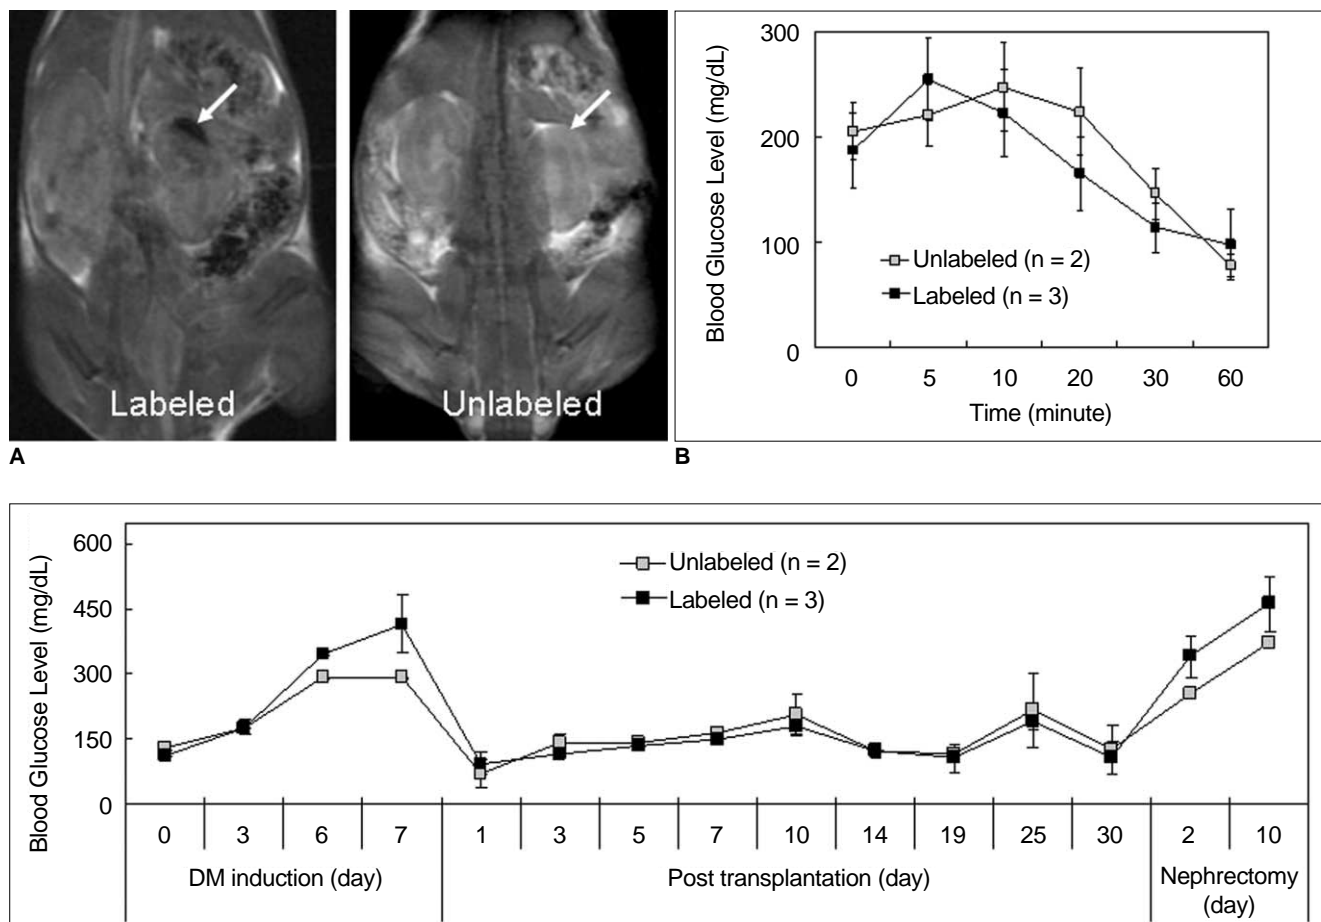 Labeled
Unlabeled
A
Blood Glucose Level (mg/dL)
300
200
100
0
Unlabeled (n = 2)
Labeled (n = 3)
0 5 10 20 30 60
Time (minute)
B
Blood Glucose Level (mg/dL)
600
450
300
150
0
Unlabeled (n = 2)
Labeled (n = 3)
0 3 6 7 1 3 5 7 10 14 19 25 30 2 10
DM induction (day) Post transplantation (day) Nephrectomy
(day)